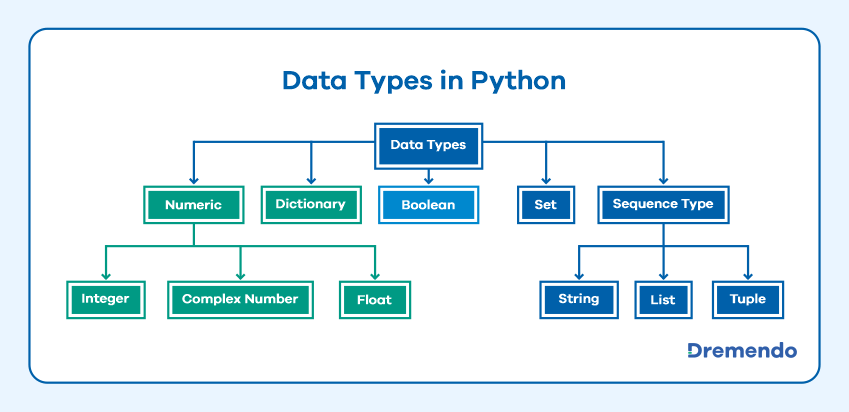 Data Types in Python
Data Types
Numeric
Dictionary
Boolean
Set
Sequence Type
Integer
Complex Number
Float
String
List
Tuple
Dremendo